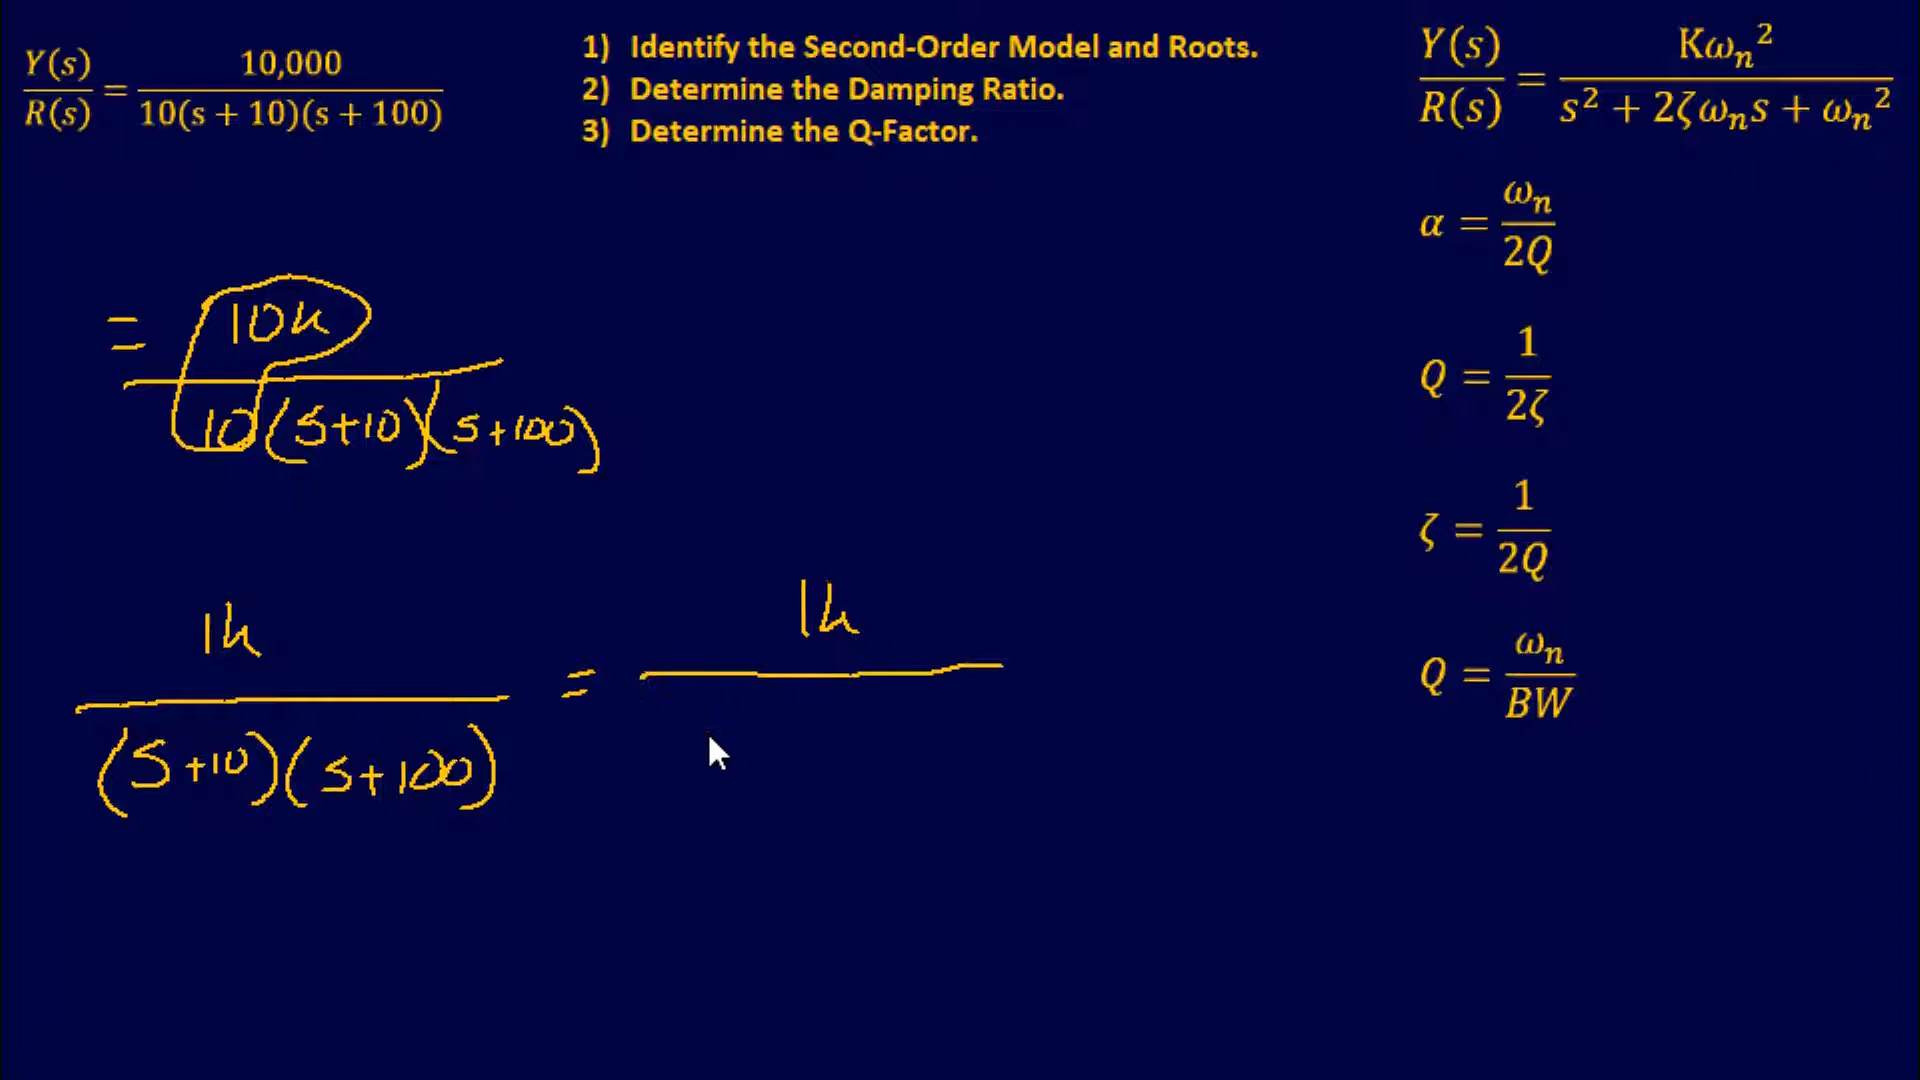 Y(s)/R(s) = 10,000/10(s + 10)(s + 100)
1) Identify the Second-Order Model and Roots.
2) Determine the Damping Ratio.
3) Determine the Q-Factor.
Y(s)/R(s) = Kωₙ²/s² + 2ζωₙs + ωₙ²
α = ωₙ/2Q
Q = 1/2ζ
ζ = 1/2Q
Q = ωₙ/BW
= 10k/10(s+10)(s+100)
1k/(s+10)(s+100) = 1k